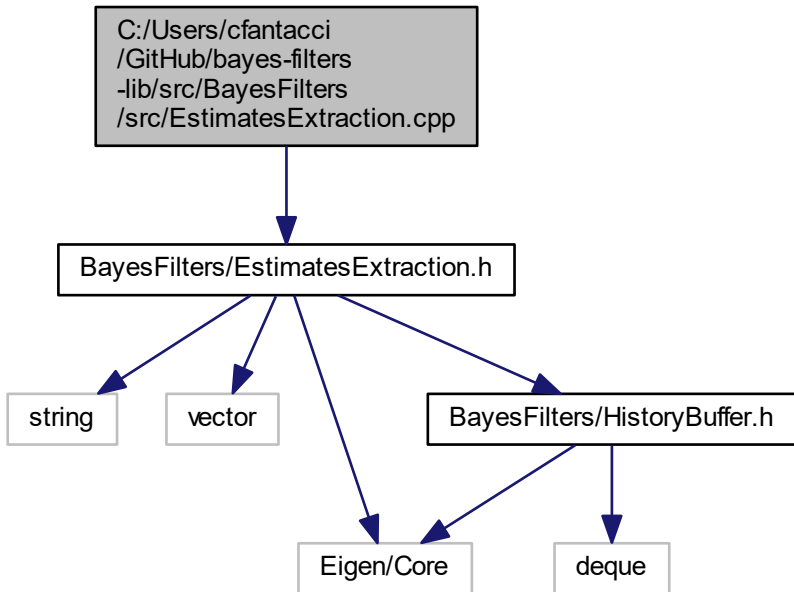 C:/Users/cfantacci
/GitHub/bayes-filters
-lib/src/BayesFilters
/src/EstimatesExtraction.cpp
BayesFilters/EstimatesExtraction.h
string
vector
BayesFilters/HistoryBuffer.h
Eigen/Core
deque